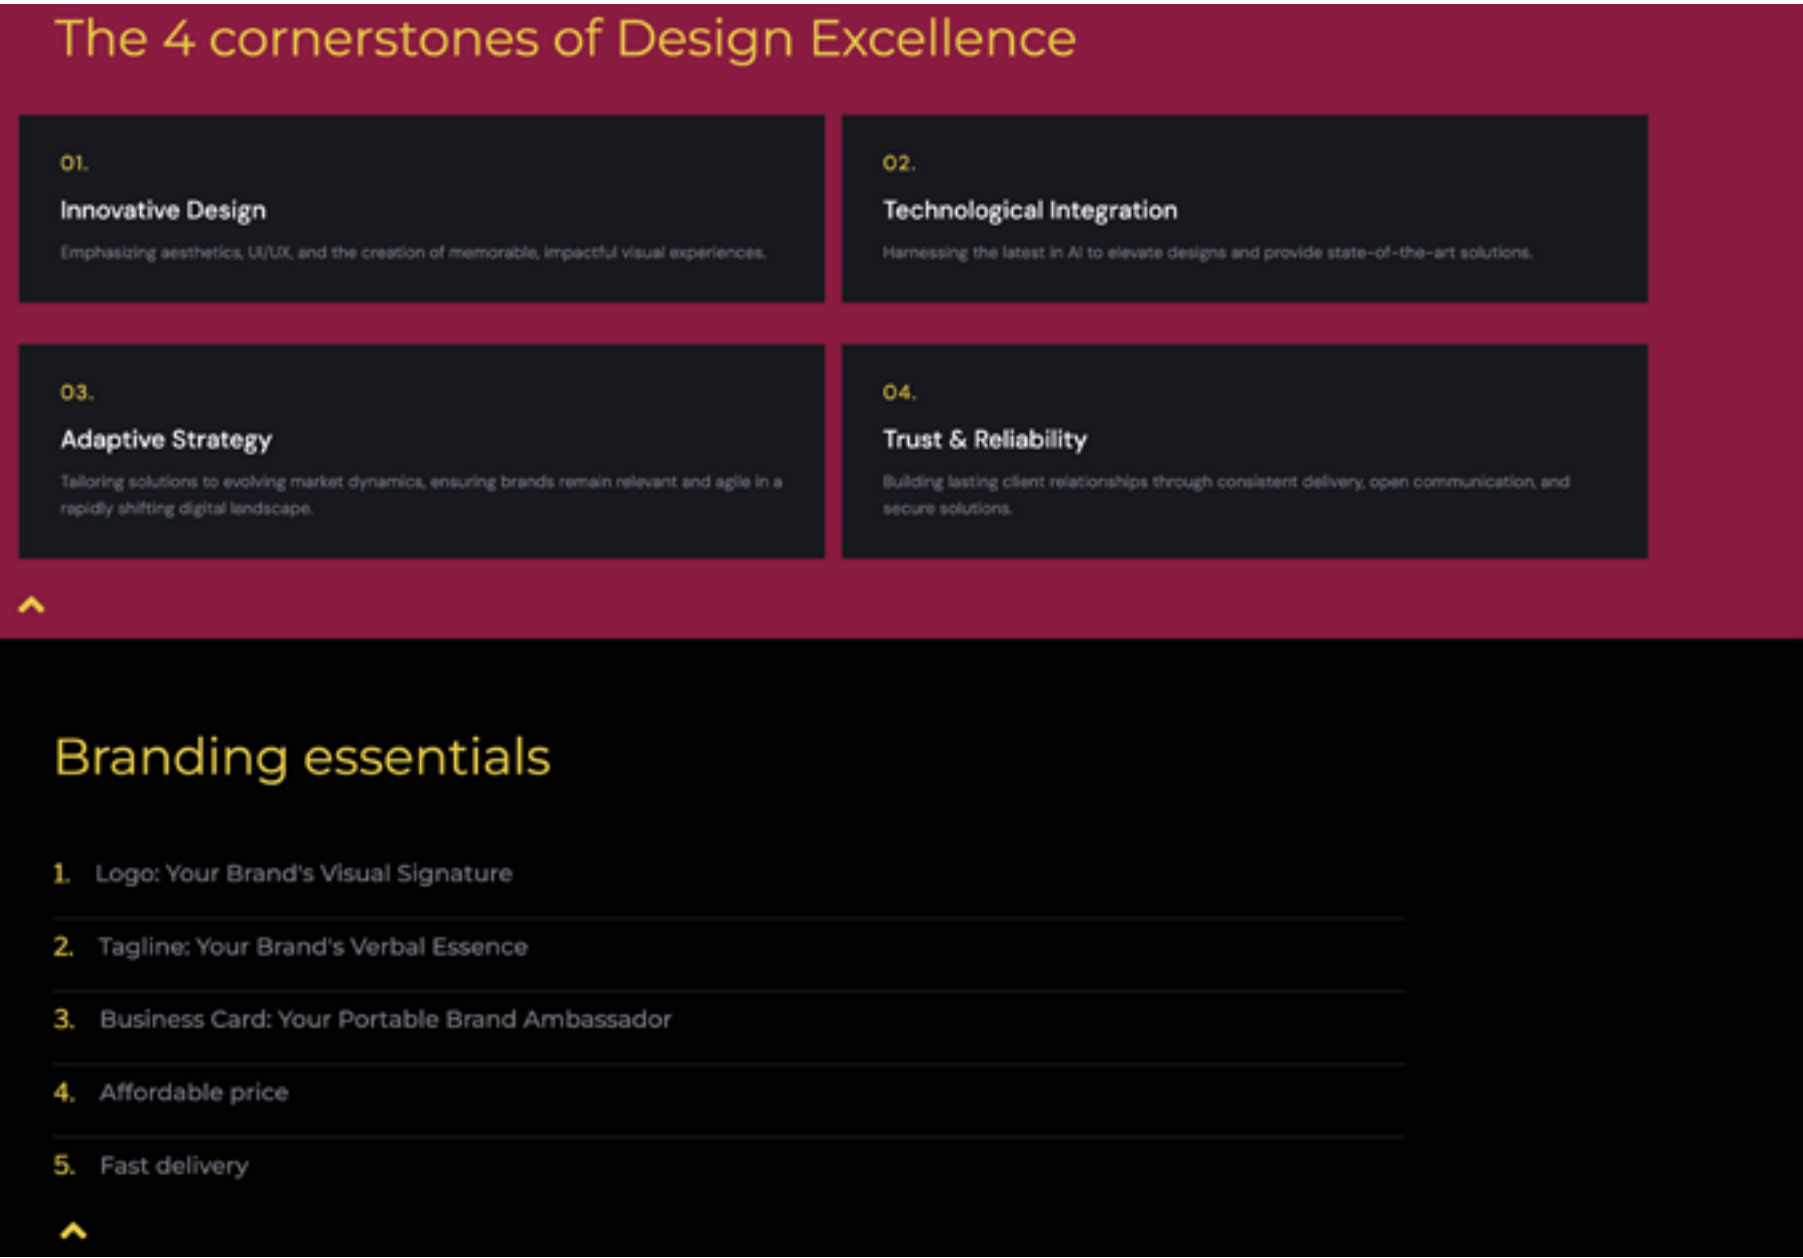 The 4 cornerstones of Design Excellence
01.
Innovative Design
Emphasizing aesthetics, UI/UX, and the creation of memorable, impactful visual experiences.
02.
Technological Integration
Harnessing the latest in AI to elevate designs and provide state-of-the-art solutions.
03.
Adaptive Strategy
Tailoring solutions to evolving market dynamics, ensuring brands remain relevant and agile in a
rapidly shifting digital landscape.
04.
Trust & Reliability
Building lasting client relationships through consistent delivery, open communication, and
secure solutions.
Branding essentials
1. Logo: Your Brand's Visual Signature
2. Tagline: Your Brand's Verbal Essence
3. Business Card: Your Portable Brand Ambassador
4. Affordable price
5. Fast delivery